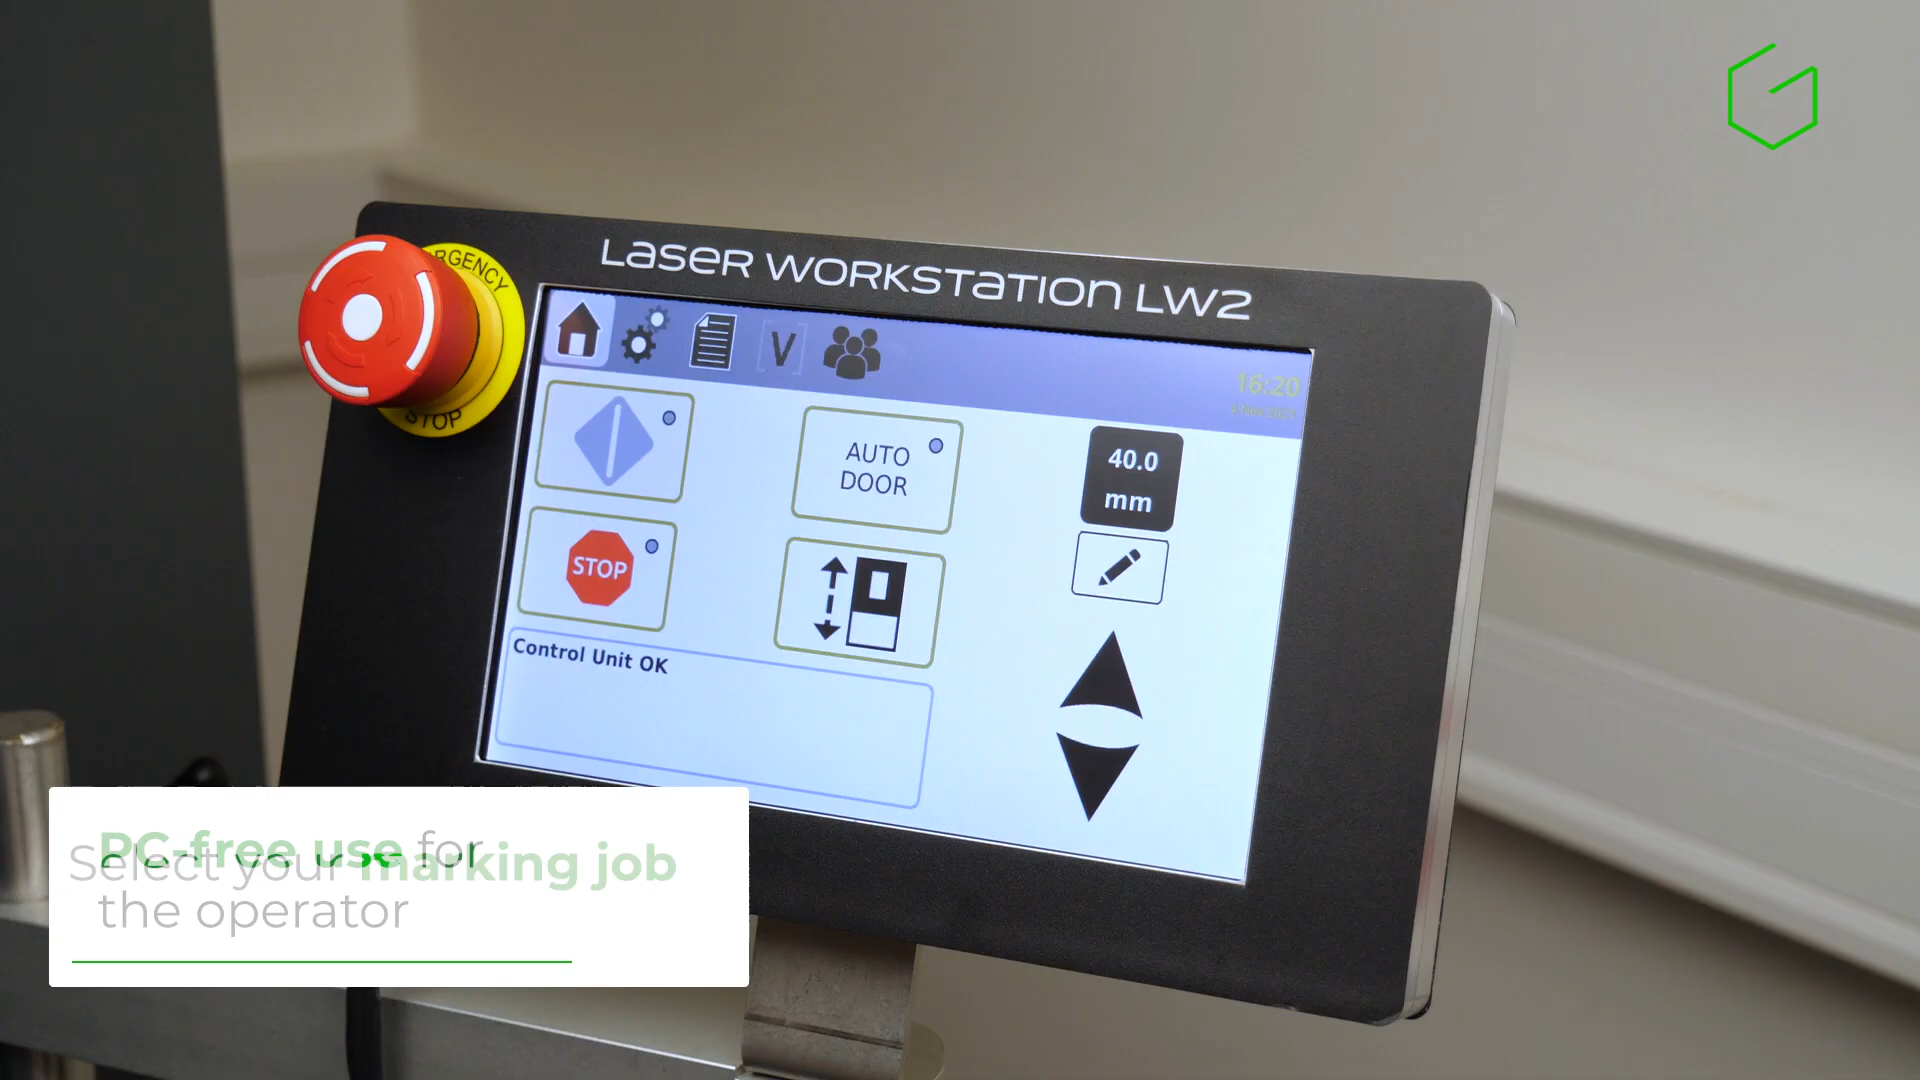 LaSeR WORKSTaTION LW2
RGENCY
STOP
[V]
16:20
AUTO
DOOR
40.0
mm
STOP
Control Unit OK
PC-free use for
Select your marking job
the operator